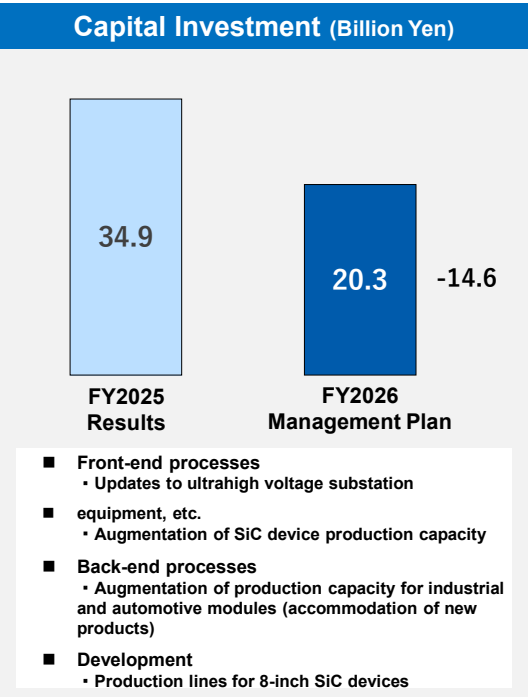 Capital Investment (Billion Yen)
34.9
20.3
-14.6
FY2025
Results
FY2026
Management Plan
■ Front-end processes
・Updates to ultrahigh voltage substation
■ equipment, etc.
・Augmentation of SiC device production capacity
■ Back-end processes
・Augmentation of production capacity for industrial
and automotive modules (accommodation of new
products)
■ Development
・Production lines for 8-inch SiC devices